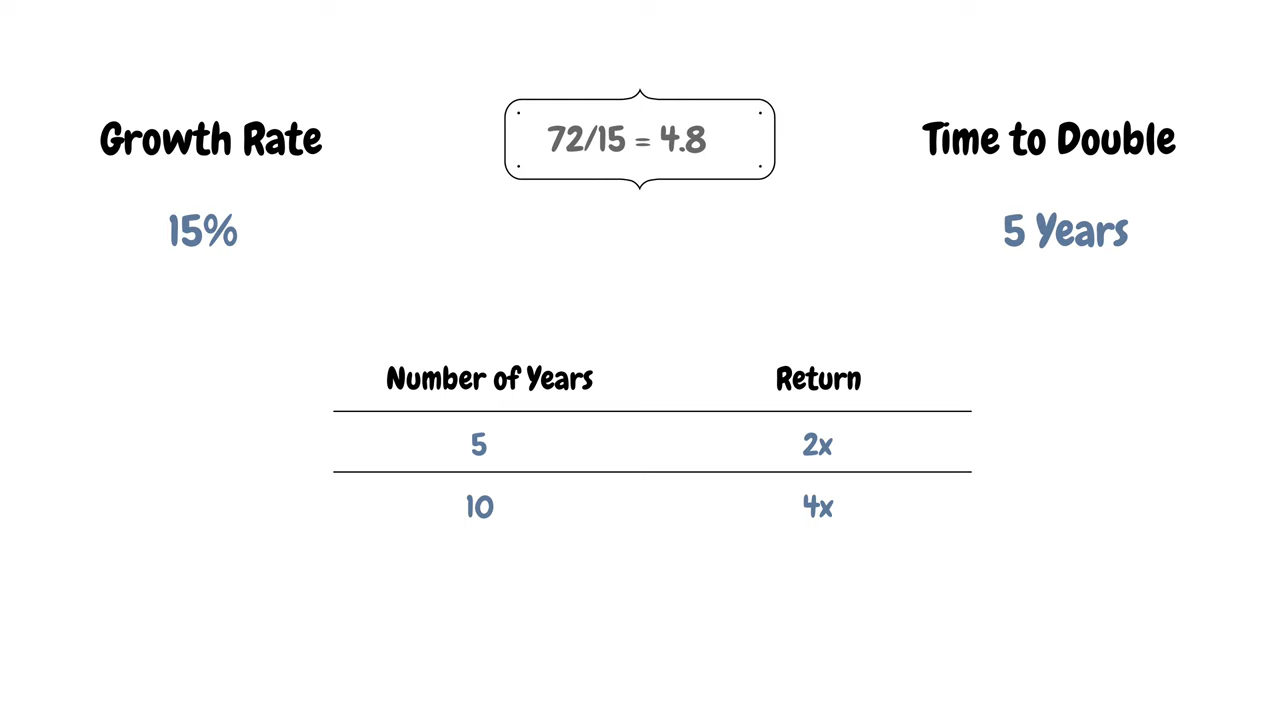 Growth Rate
72/15 = 4.8
Time to Double
15%
5 Years
Number of Years Return
5 2x
10 4x